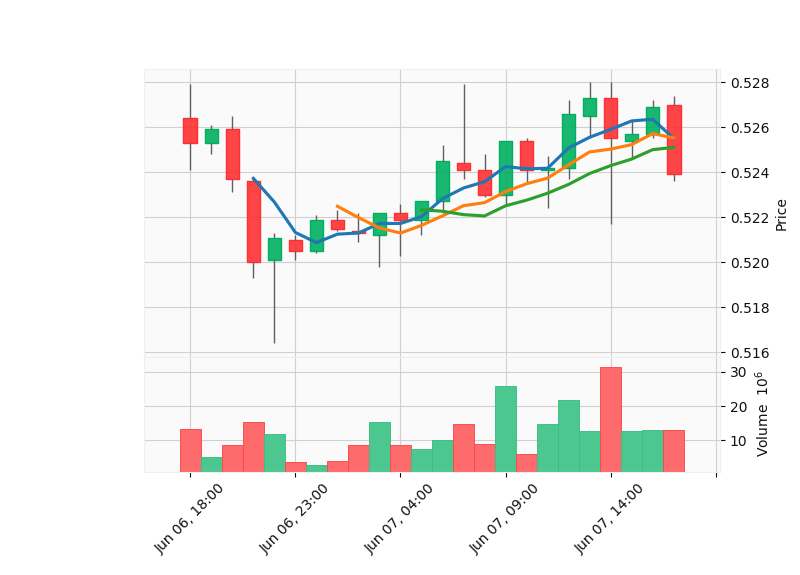 0.528
0.526
0.524
0.522
0.520
0.518
0.516
Price
30
20
10
Volume 10^6
Jun 06, 18:00
Jun 06, 23:00
Jun 07, 04:00
Jun 07, 09:00
Jun 07, 14:00